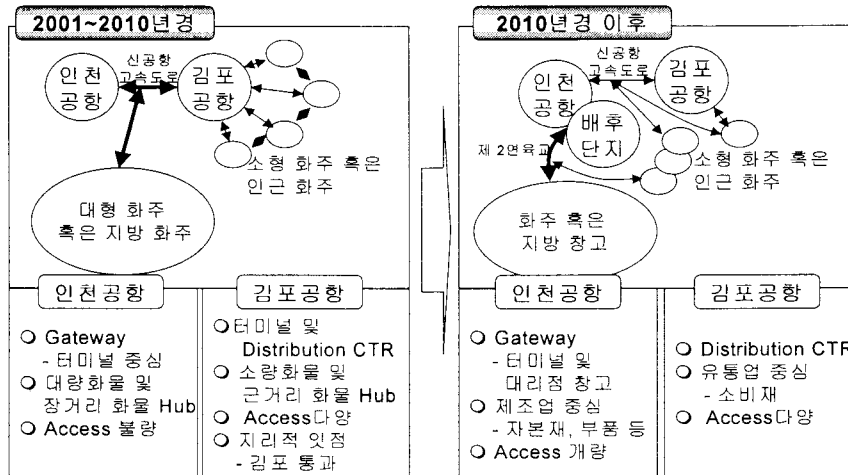 2001~2010년경
인천
공항
신공항
고속도로
김포
공항
소형 화주 혹은
인근 화주
대형 화주
혹은 지방 화주
인천공항
○ Gateway
- 터미널 중심
○ 대량화물 및
장거리 화물 Hub
○ Access 불량
김포공항
○ 터미널 및
Distribution CTR
○ 소량화물 및
근거리 화물 Hub
○ Access다양
○ 지리적 잇점
- 김포 통과
2010년경 이후
인천
공항
신공항
고속도로
김포
공항
배후
단지
제 2연육교
소형 화주 혹은
인근 화주
화주 혹은
지방 창고
인천공항
○ Gateway
- 터미널 및
대리점 창고
○ 제조업 중심
- 자본재, 부품 등
○ Access 개량
김포공항
○ Distribution CTR
○ 유통업 중심
- 소비재
○ Access다양